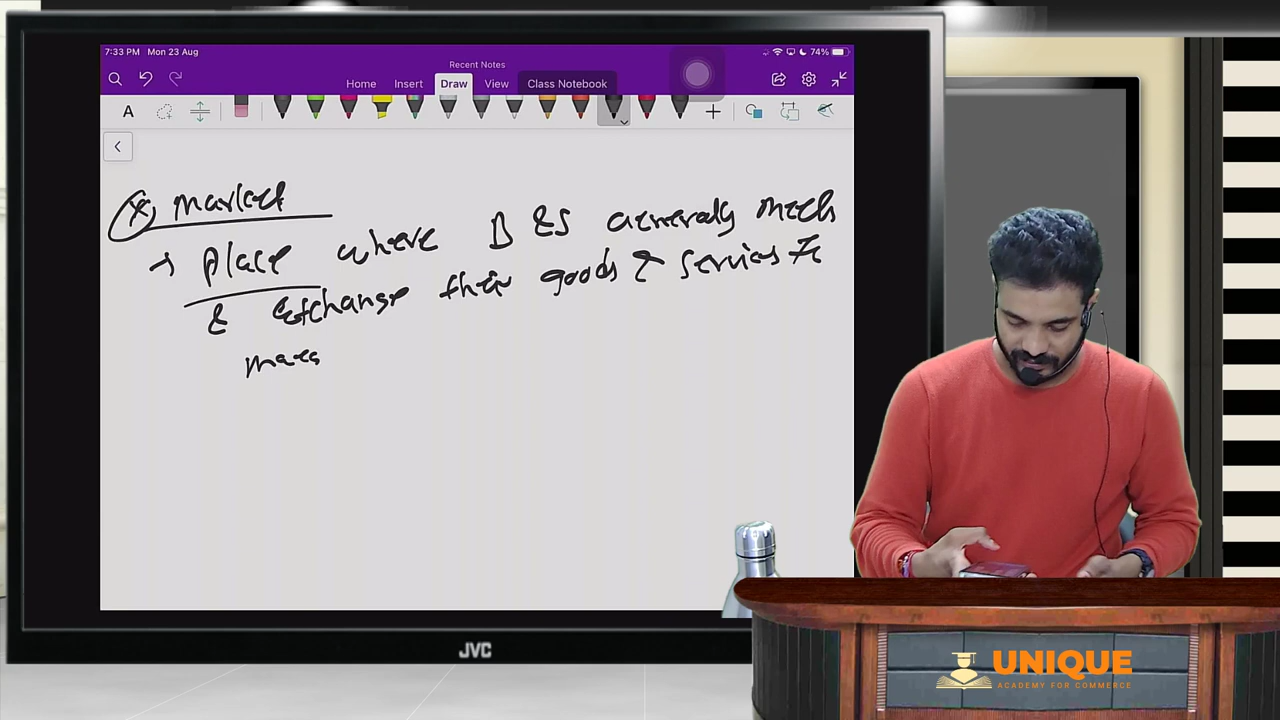 7:33 PM Mon 23 Aug
74%
Recent Notes
Home Insert Draw View Class Notebook
A
market
→ place where B & S generally meet
& exchange their goods & services
JVC
UNIQUE
ACADEMY FOR COMMERCE